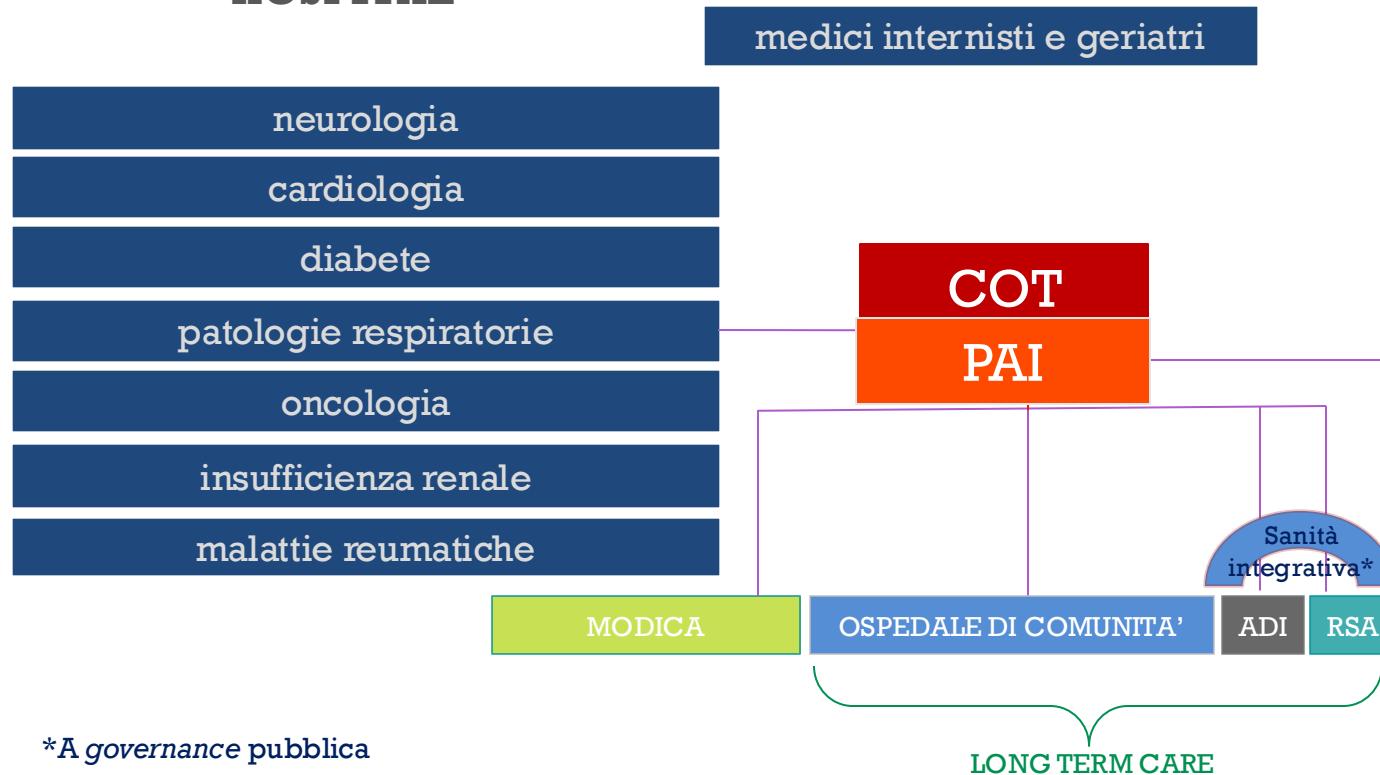 medici internisti e geriatri
neurologia
cardiologia
diabete
patologie respiratorie
oncologia
insufficienza renale
malattie reumatiche
COT
PAI
Sanità
integrativa*
MODICA
OSPEDALE DI COMUNITA’
ADI
RSA
*A governance pubblica
LONG TERM CARE